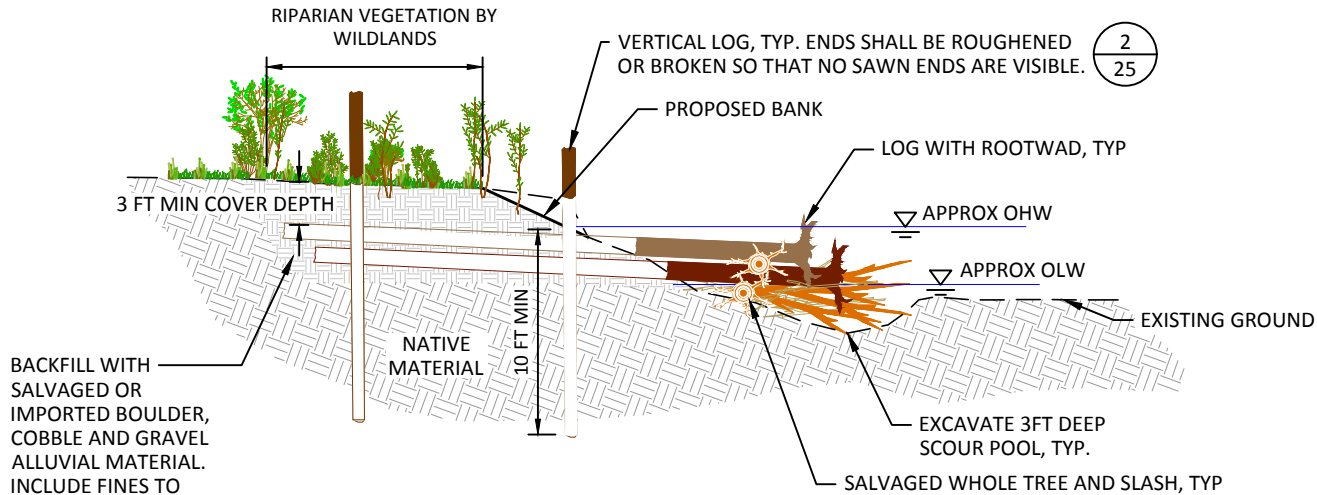 RIPARIAN VEGETATION BY
WILDLANDS
VERTICAL LOG, TYP. ENDS SHALL BE ROUGHENED
OR BROKEN SO THAT NO SAWN ENDS ARE VISIBLE.
2
25
PROPOSED BANK
LOG WITH ROOTWAD, TYP
3 FT MIN COVER DEPTH
APPROX OHW
APPROX OLW
EXISTING GROUND
NATIVE
MATERIAL
10 FT MIN
BACKFILL WITH
SALVAGED OR
IMPORTED BOULDER,
COBBLE AND GRAVEL
ALLUVIAL MATERIAL.
INCLUDE FINES TO
EXCAVATE 3FT DEEP
SCOUR POOL, TYP.
SALVAGED WHOLE TREE AND SLASH, TYP